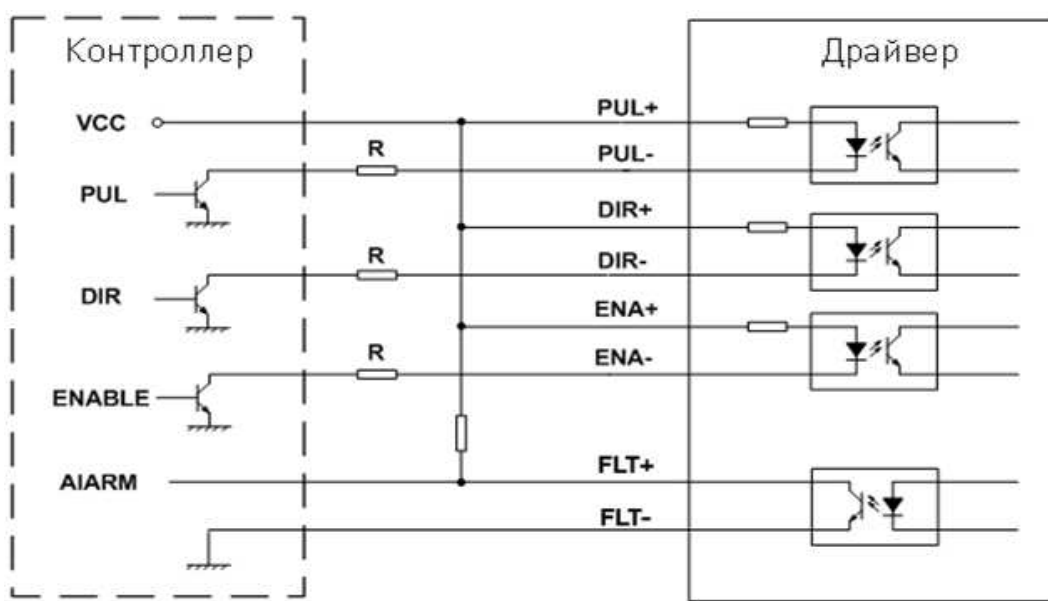 Контроллер
Драйвер
VCC
PUL+
R
PUL-
PUL
DIR+
R
DIR-
DIR
ENA+
R
ENA-
ENABLE
AIARM
FLT+
FLT-